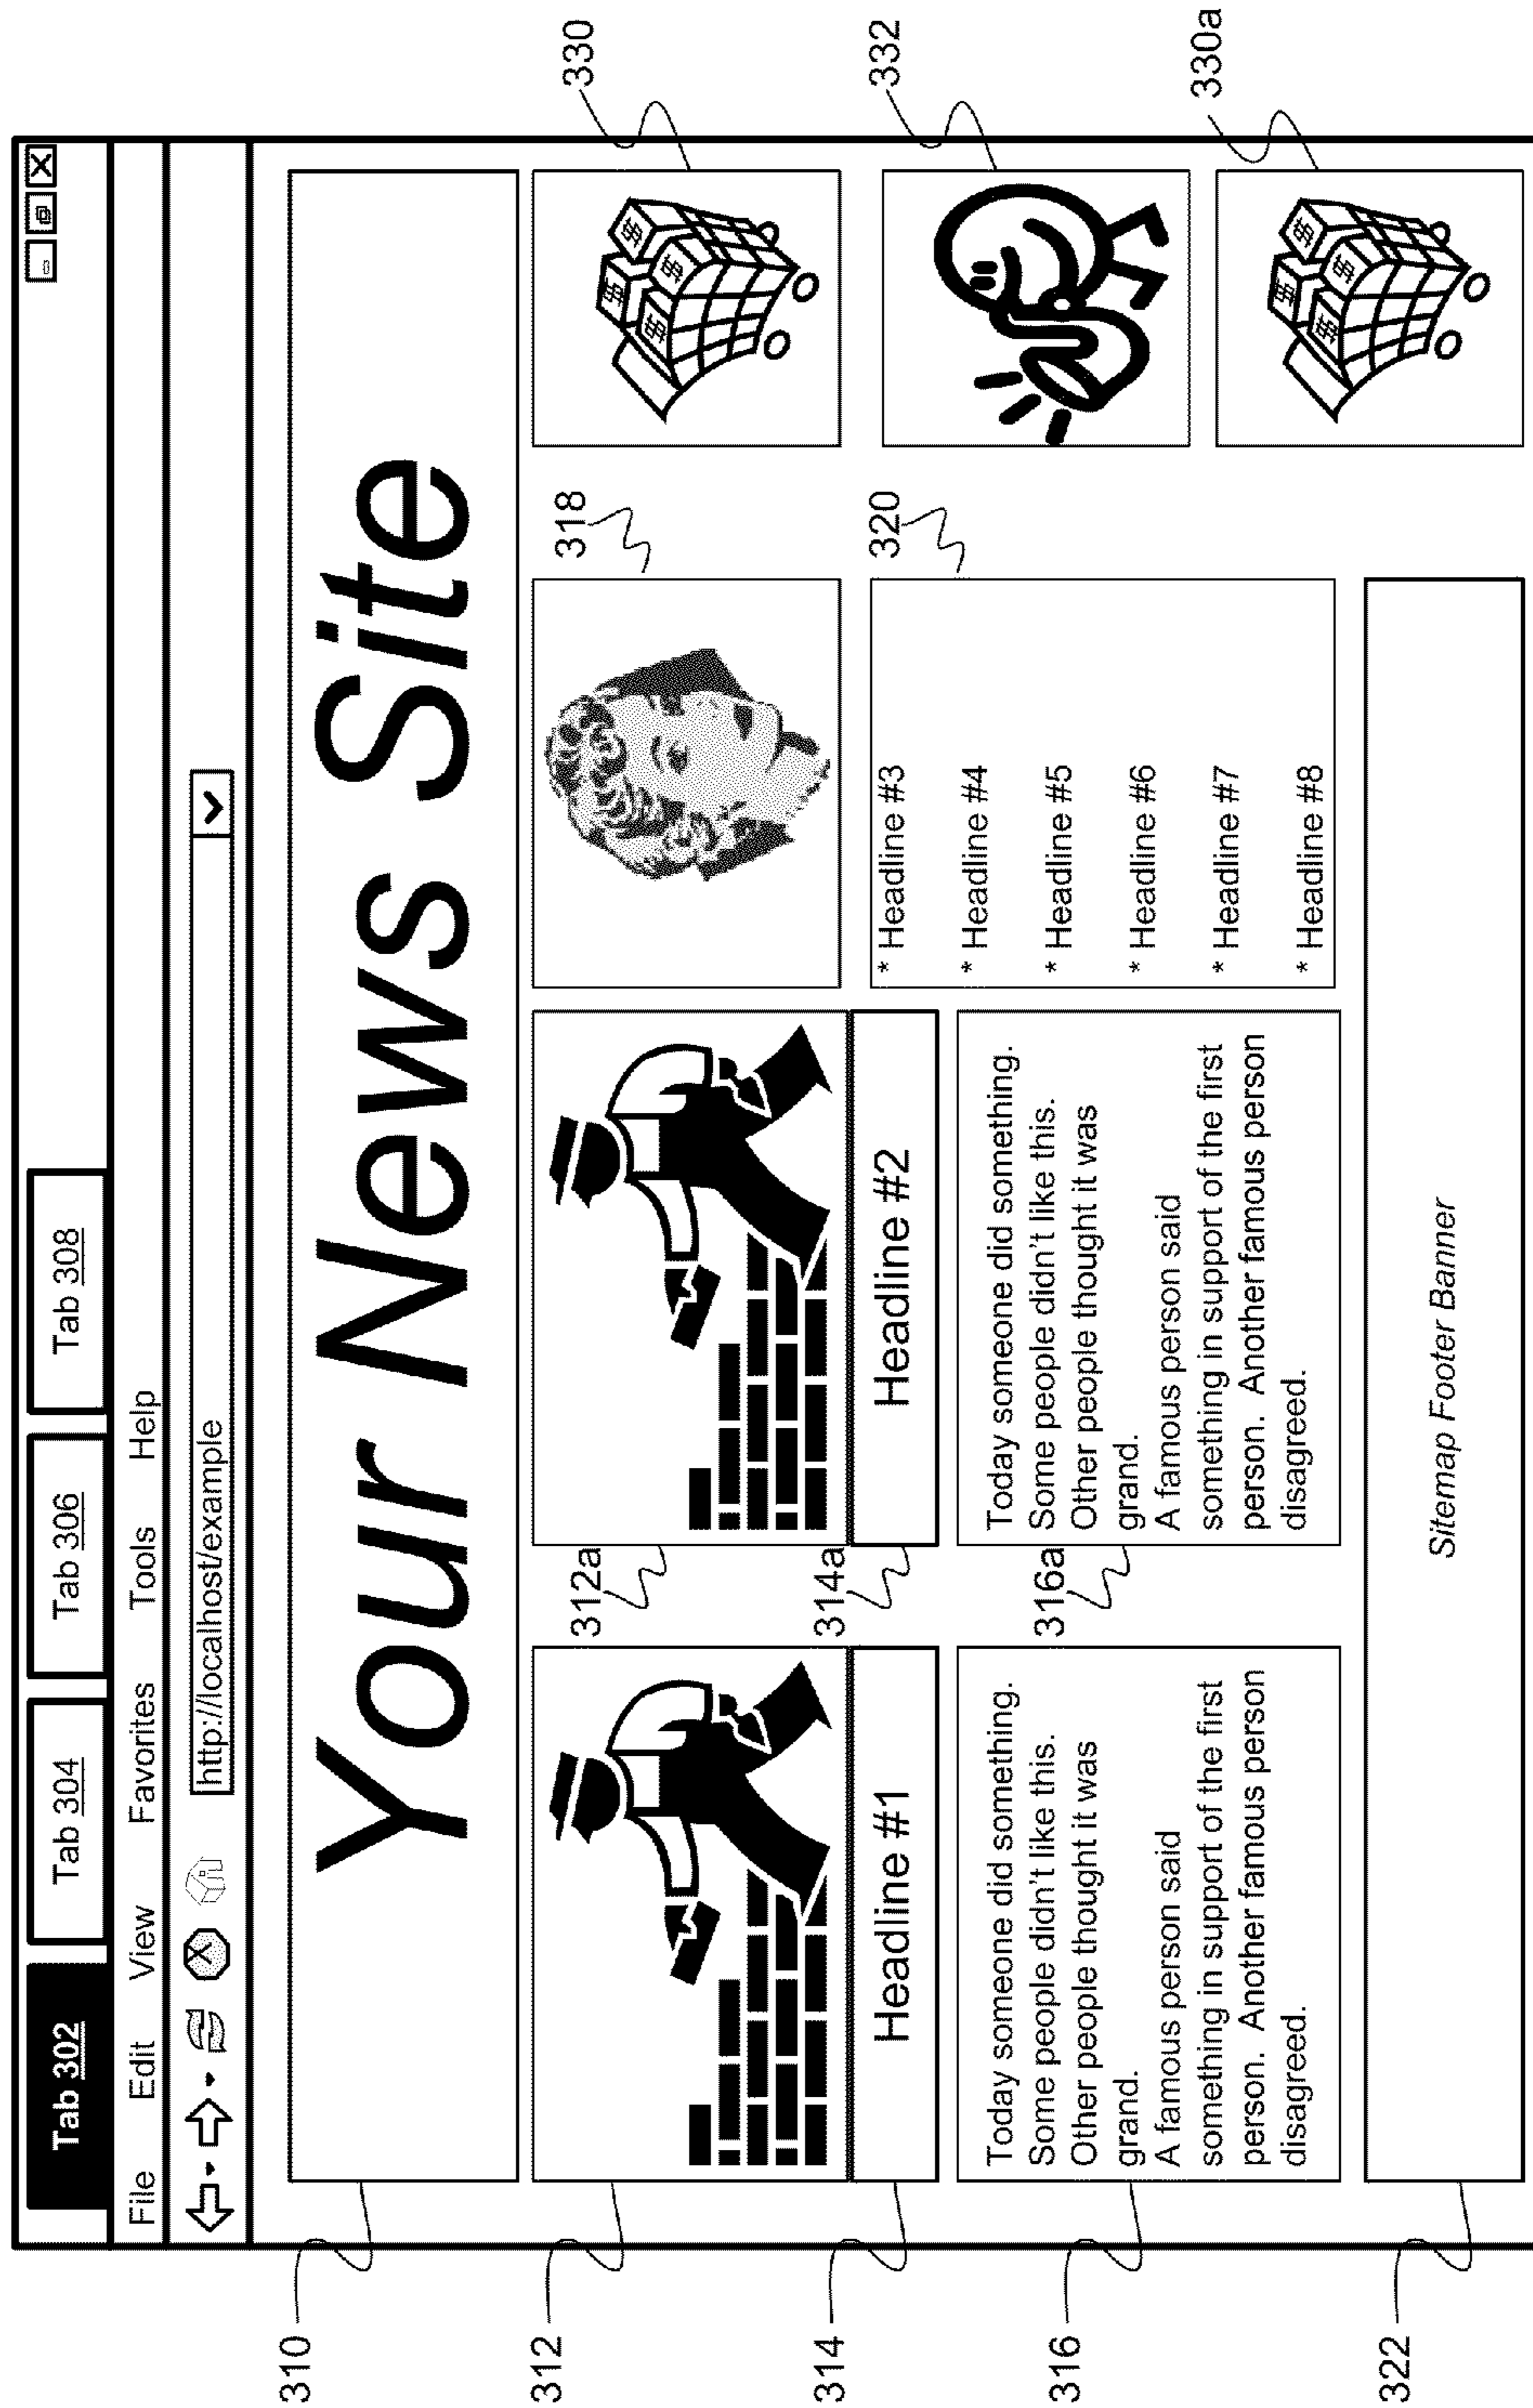 Tab 302
Tab 304
Tab 306
Tab 308
File Edit View Favorites Tools Help
http://localhost/example
310
Your News Site
312
312a
318
330
$ $ $ $ $
314
Headline #1
314a
Headline #2
320
* Headline #3
* Headline #4
* Headline #5
* Headline #6
* Headline #7
* Headline #8
332
316
Today someone did something.
Some people didn't like this.
Other people thought it was
grand.
A famous person said
something in support of the first
person. Another famous person
disagreed.
316a
Today someone did something.
Some people didn't like this.
Other people thought it was
grand.
A famous person said
something in support of the first
person. Another famous person
disagreed.
330a
$ $ $ $ $
322
Sitemap Footer Banner